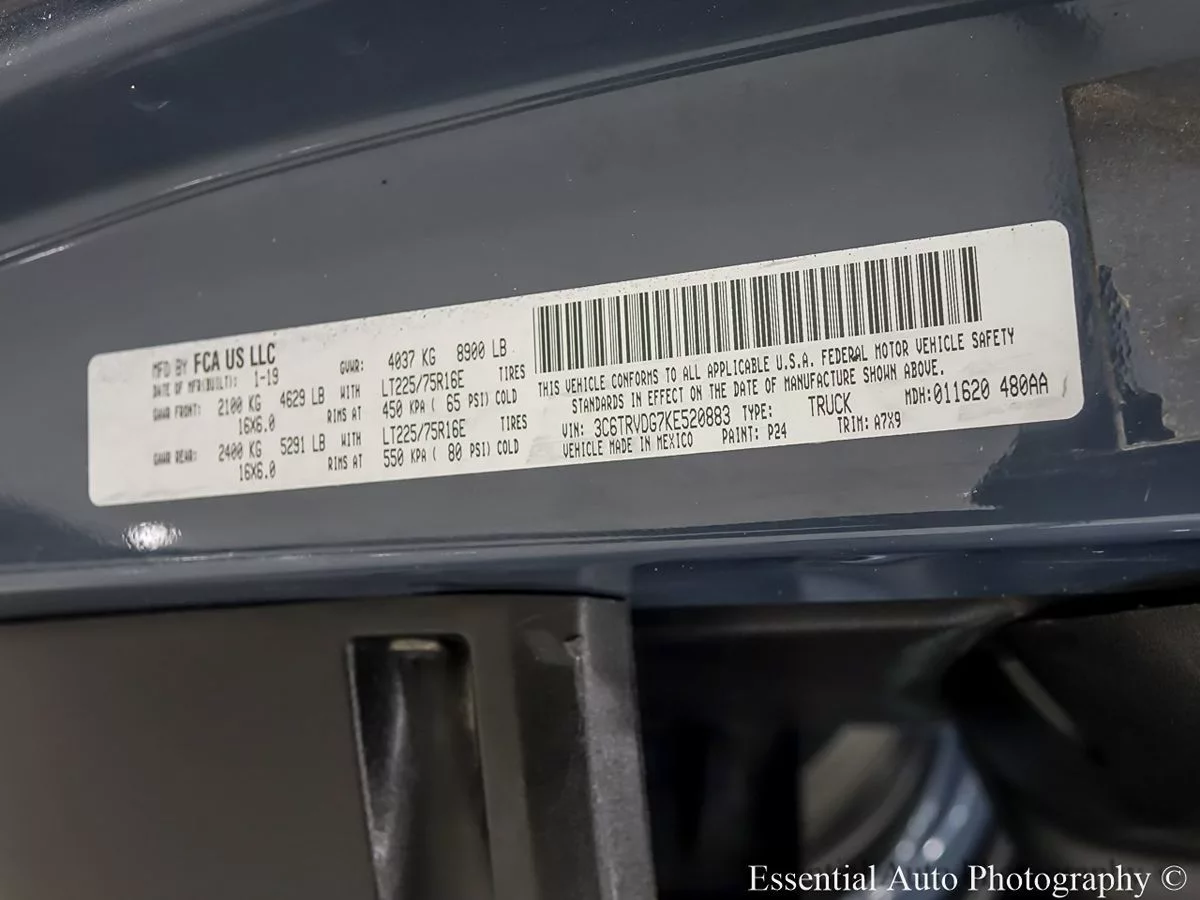 MFD BY FCA US LLC
DATE OF MFR(BUILT): 1-19
GVWR: 4037 KG 8900 LB
GAWR FRONT: 2100 KG 4629 LB WITH LT225/75R16E TIRES
16X6.0 RIMS AT 450 KPA ( 65 PSI) COLD
GAWR REAR: 2400 KG 5291 LB WITH LT225/75R16E TIRES
16X6.0 RIMS AT 550 KPA ( 80 PSI) COLD
THIS VEHICLE CONFORMS TO ALL APPLICABLE U.S.A. FEDERAL MOTOR VEHICLE SAFETY
STANDARDS IN EFFECT ON THE DATE OF MANUFACTURE SHOWN ABOVE.
VIN: 3C6TRVDG7KE520883 TYPE: TRUCK MDH:011620 480AA
VEHICLE MADE IN MEXICO PAINT: P24 TRIM: A7X9
Essential Auto Photography ©